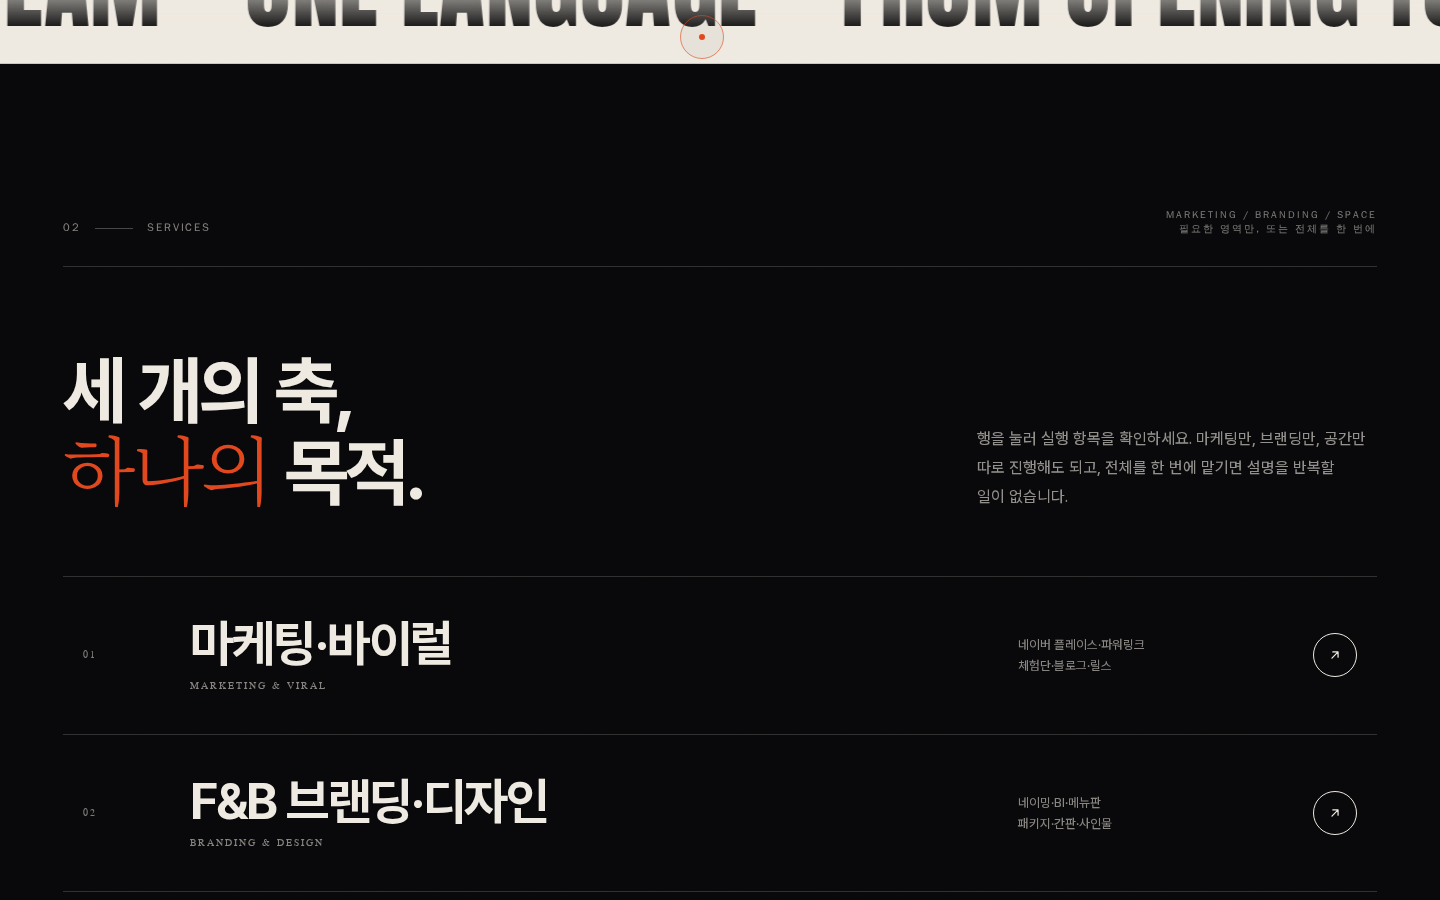 EAM ONE LANGUAGE FROM OPENING TO
02 SERVICES
MARKETING / BRANDING / SPACE
필요한 영역만, 또는 전체를 한 번에
세 개의 축,
하나의 목적.
행을 눌러 실행 항목을 확인하세요. 마케팅만, 브랜딩만, 공간만
따로 진행해도 되고, 전체를 한 번에 맡기면 설명을 반복할
일이 없습니다.
01
마케팅·바이럴
MARKETING & VIRAL
네이버 플레이스·파워링크
체험단·블로그·릴스
02
F&B 브랜딩·디자인
BRANDING & DESIGN
네이밍·BI·메뉴판
패키지·간판·사인물